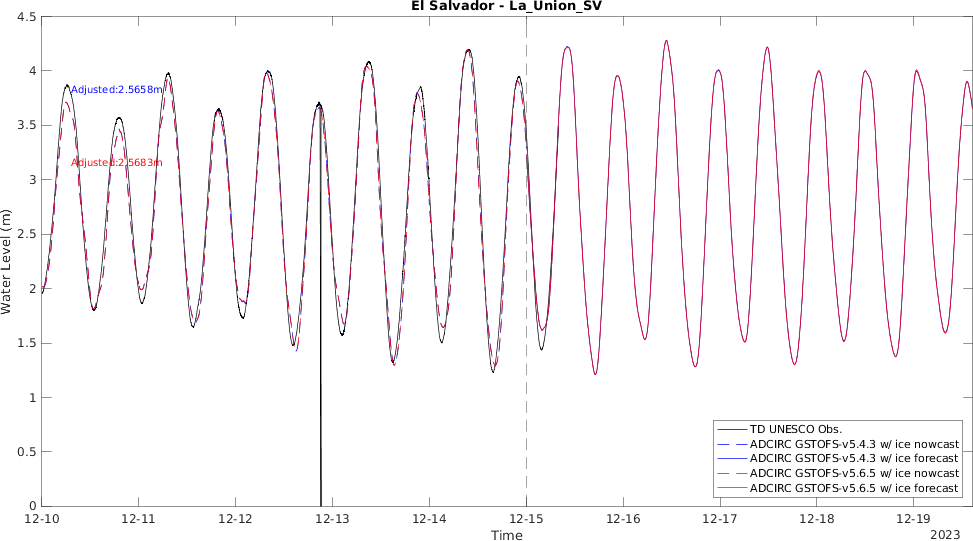 El Salvador - La_Union_SV
4.5
4
3.5
3
2.5
2
1.5
1
0.5
0
Water Level (m)
Adjusted:2.5658m
Adjusted:2.5683m
TD UNESCO Obs.
ADCIRC GSTOFS-v5.4.3 w/ ice nowcast
ADCIRC GSTOFS-v5.4.3 w/ ice forecast
ADCIRC GSTOFS-v5.6.5 w/ ice nowcast
ADCIRC GSTOFS-v5.6.5 w/ ice forecast
12-10 12-11 12-12 12-13 12-14 12-15 12-16 12-17 12-18 12-19
Time
2023